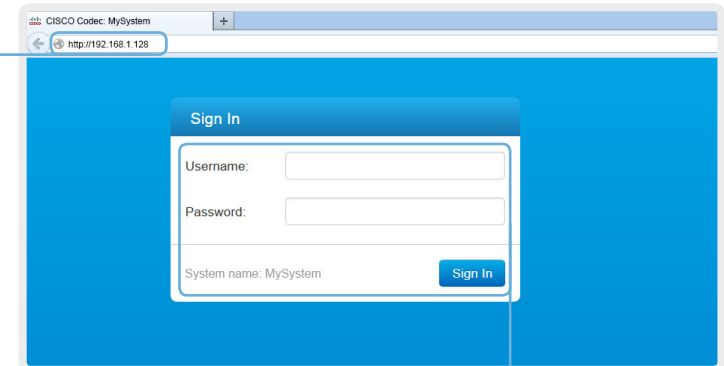 CISCO Codec: MySystem
http://192.168.1.128
Sign In
Username:
Password:
System name: MySystem
Sign In